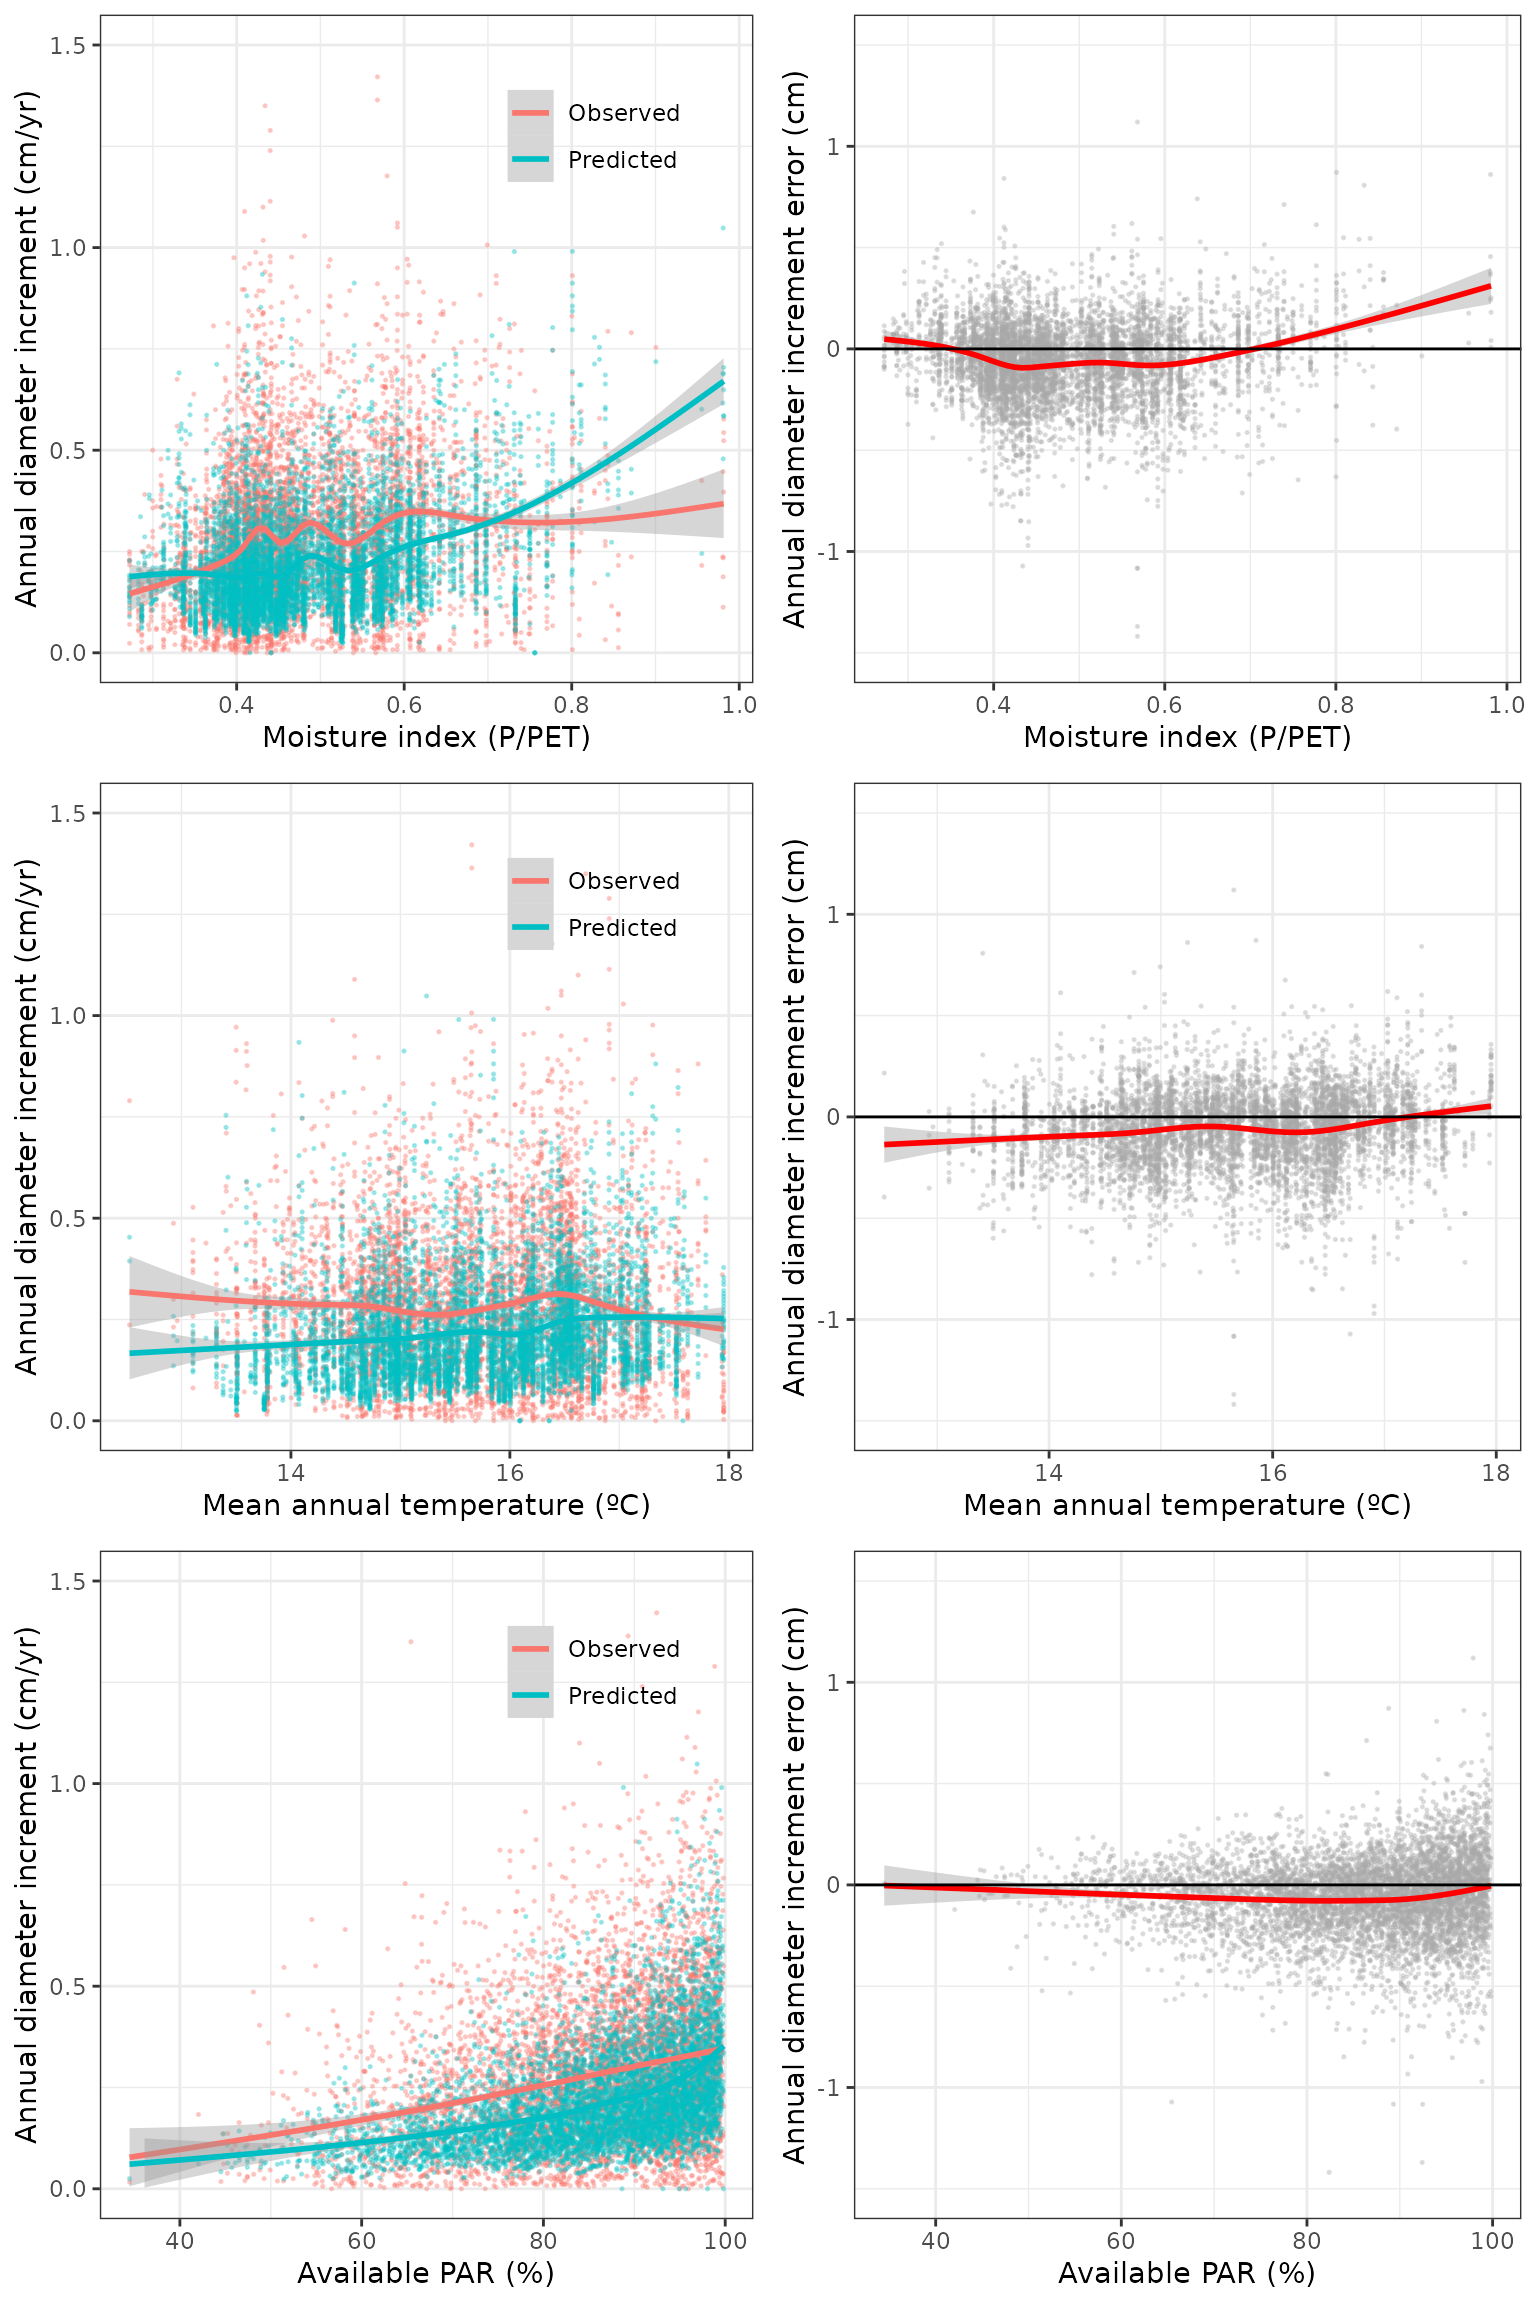 Annual diameter increment (cm/yr)
1.5
1.0
0.5
0.0
Observed
Predicted
0.4 0.6 0.8 1.0
Moisture index (P/PET)
Annual diameter increment error (cm)
1
0
-1
0.4 0.6 0.8 1.0
Moisture index (P/PET)
Annual diameter increment (cm/yr)
1.5
1.0
0.5
0.0
Observed
Predicted
14 16 18
Mean annual temperature (ºC)
Annual diameter increment error (cm)
1
0
-1
14 16 18
Mean annual temperature (ºC)
Annual diameter increment (cm/yr)
1.5
1.0
0.5
0.0
Observed
Predicted
40 60 80 100
Available PAR (%)
Annual diameter increment error (cm)
1
0
-1
40 60 80 100
Available PAR (%)